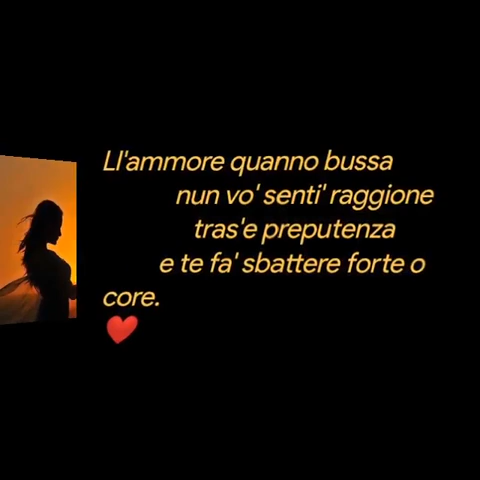 Ll'ammore quanno bussa
nun vo' senti' raggione
tras'e preputenza
e te fa' sbattere forte o
core.
❤️